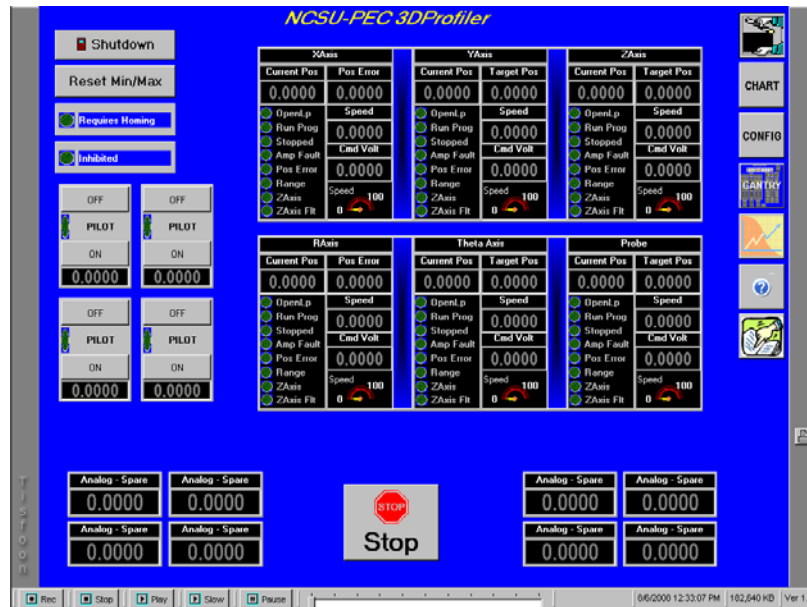 NCSU-PEC 3DProfiler
Shutdown
Reset Min/Max
Requires Homing
Inhibited
OFF OFF
PILOT PILOT
ON ON
0.0000 0.0000
OFF OFF
PILOT PILOT
ON ON
0.0000 0.0000
XAxis YAxis ZAxis
Current Pos Pos Error Current Pos Target Pos Current Pos Target Pos
0.0000 0.0000 0.0000 0.0000 0.0000 0.0000
OpenLp Speed OpenLp Speed OpenLp Speed
Run Prog 0.0000 Run Prog 0.0000 Run Prog 0.0000
Stopped Cmd Volt Stopped Cmd Volt Stopped Cmd Volt
Amp Fault Amp Fault Amp Fault
Pos Error 0.0000 Pos Error 0.0000 Pos Error 0.0000
Range Speed Range Speed Range Speed
ZAxis 100 ZAxis 100 ZAxis 100
ZAxis Flt 0 ZAxis Flt 0 ZAxis Flt 0
RAxis Theta Axis Probe
Current Pos Pos Error Current Pos Target Pos Current Pos Target Pos
0.0000 0.0000 0.0000 0.0000 0.0000 0.0000
OpenLp Speed OpenLp Speed OpenLp Speed
Run Prog 0.0000 Run Prog 0.0000 Run Prog 0.0000
Stopped Cmd Volt Stopped Cmd Volt Stopped Cmd Volt
Amp Fault Amp Fault Amp Fault
Pos Error 0.0000 Pos Error 0.0000 Pos Error 0.0000
Range Speed Range Speed Range Speed
ZAxis 100 ZAxis 100 ZAxis 100
ZAxis Flt 0 ZAxis Flt 0 ZAxis Flt 0
CHART
CONFIG
GANTRY
?
Analog - Spare Analog - Spare
0.0000 0.0000
Analog - Spare Analog - Spare
0.0000 0.0000
STOP
Stop
Analog - Spare Analog - Spare
0.0000 0.0000
Analog - Spare Analog - Spare
0.0000 0.0000
Rec Stop Play Slow Pause 8/6/2000 12:33:07 PM 182,640 KB Ver 1